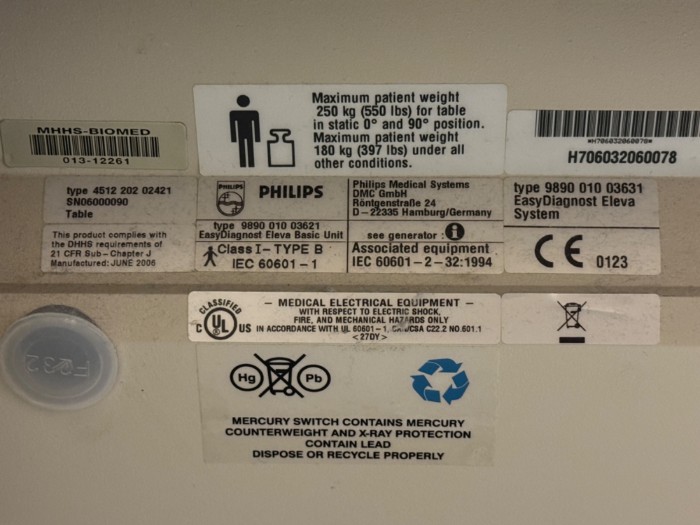 MHHS-BIOMED
013-12261
Maximum patient weight
250 kg (550 lbs) for table
in static 0° and 90° position.
Maximum patient weight
180 kg (397 lbs) under all
other conditions.
*H706032060078*
H706032060078
type 4512 202 02421
SN06000090
Table
This product complies with
the DHHS requirements of
21 CFR Sub-Chapter J
Manufactured: JUNE 2006
PHILIPS
PHILIPS
type 9890 010 03621
EasyDiagnost Eleva Basic Unit
Class I- TYPE B
IEC 60601-1
Philips Medical Systems
DMC GmbH
Röntgenstraße 24
D-22335 Hamburg/Germany
see generator: i
Associated equipment
IEC 60601-2-32:1994
type 9890 010 03631
EasyDiagnost Eleva
System
CE 0123
CLASSIFIED
C UL US
- MEDICAL ELECTRICAL EQUIPMENT -
WITH RESPECT TO ELECTRIC SHOCK,
FIRE, AND MECHANICAL HAZARDS ONLY
IN ACCORDANCE WITH UL 60601-1, CAN/CSA C22.2 NO.601.1
<27DY>
F232
Hg Pb
MERCURY SWITCH CONTAINS MERCURY
COUNTERWEIGHT AND X-RAY PROTECTION
CONTAIN LEAD
DISPOSE OR RECYCLE PROPERLY